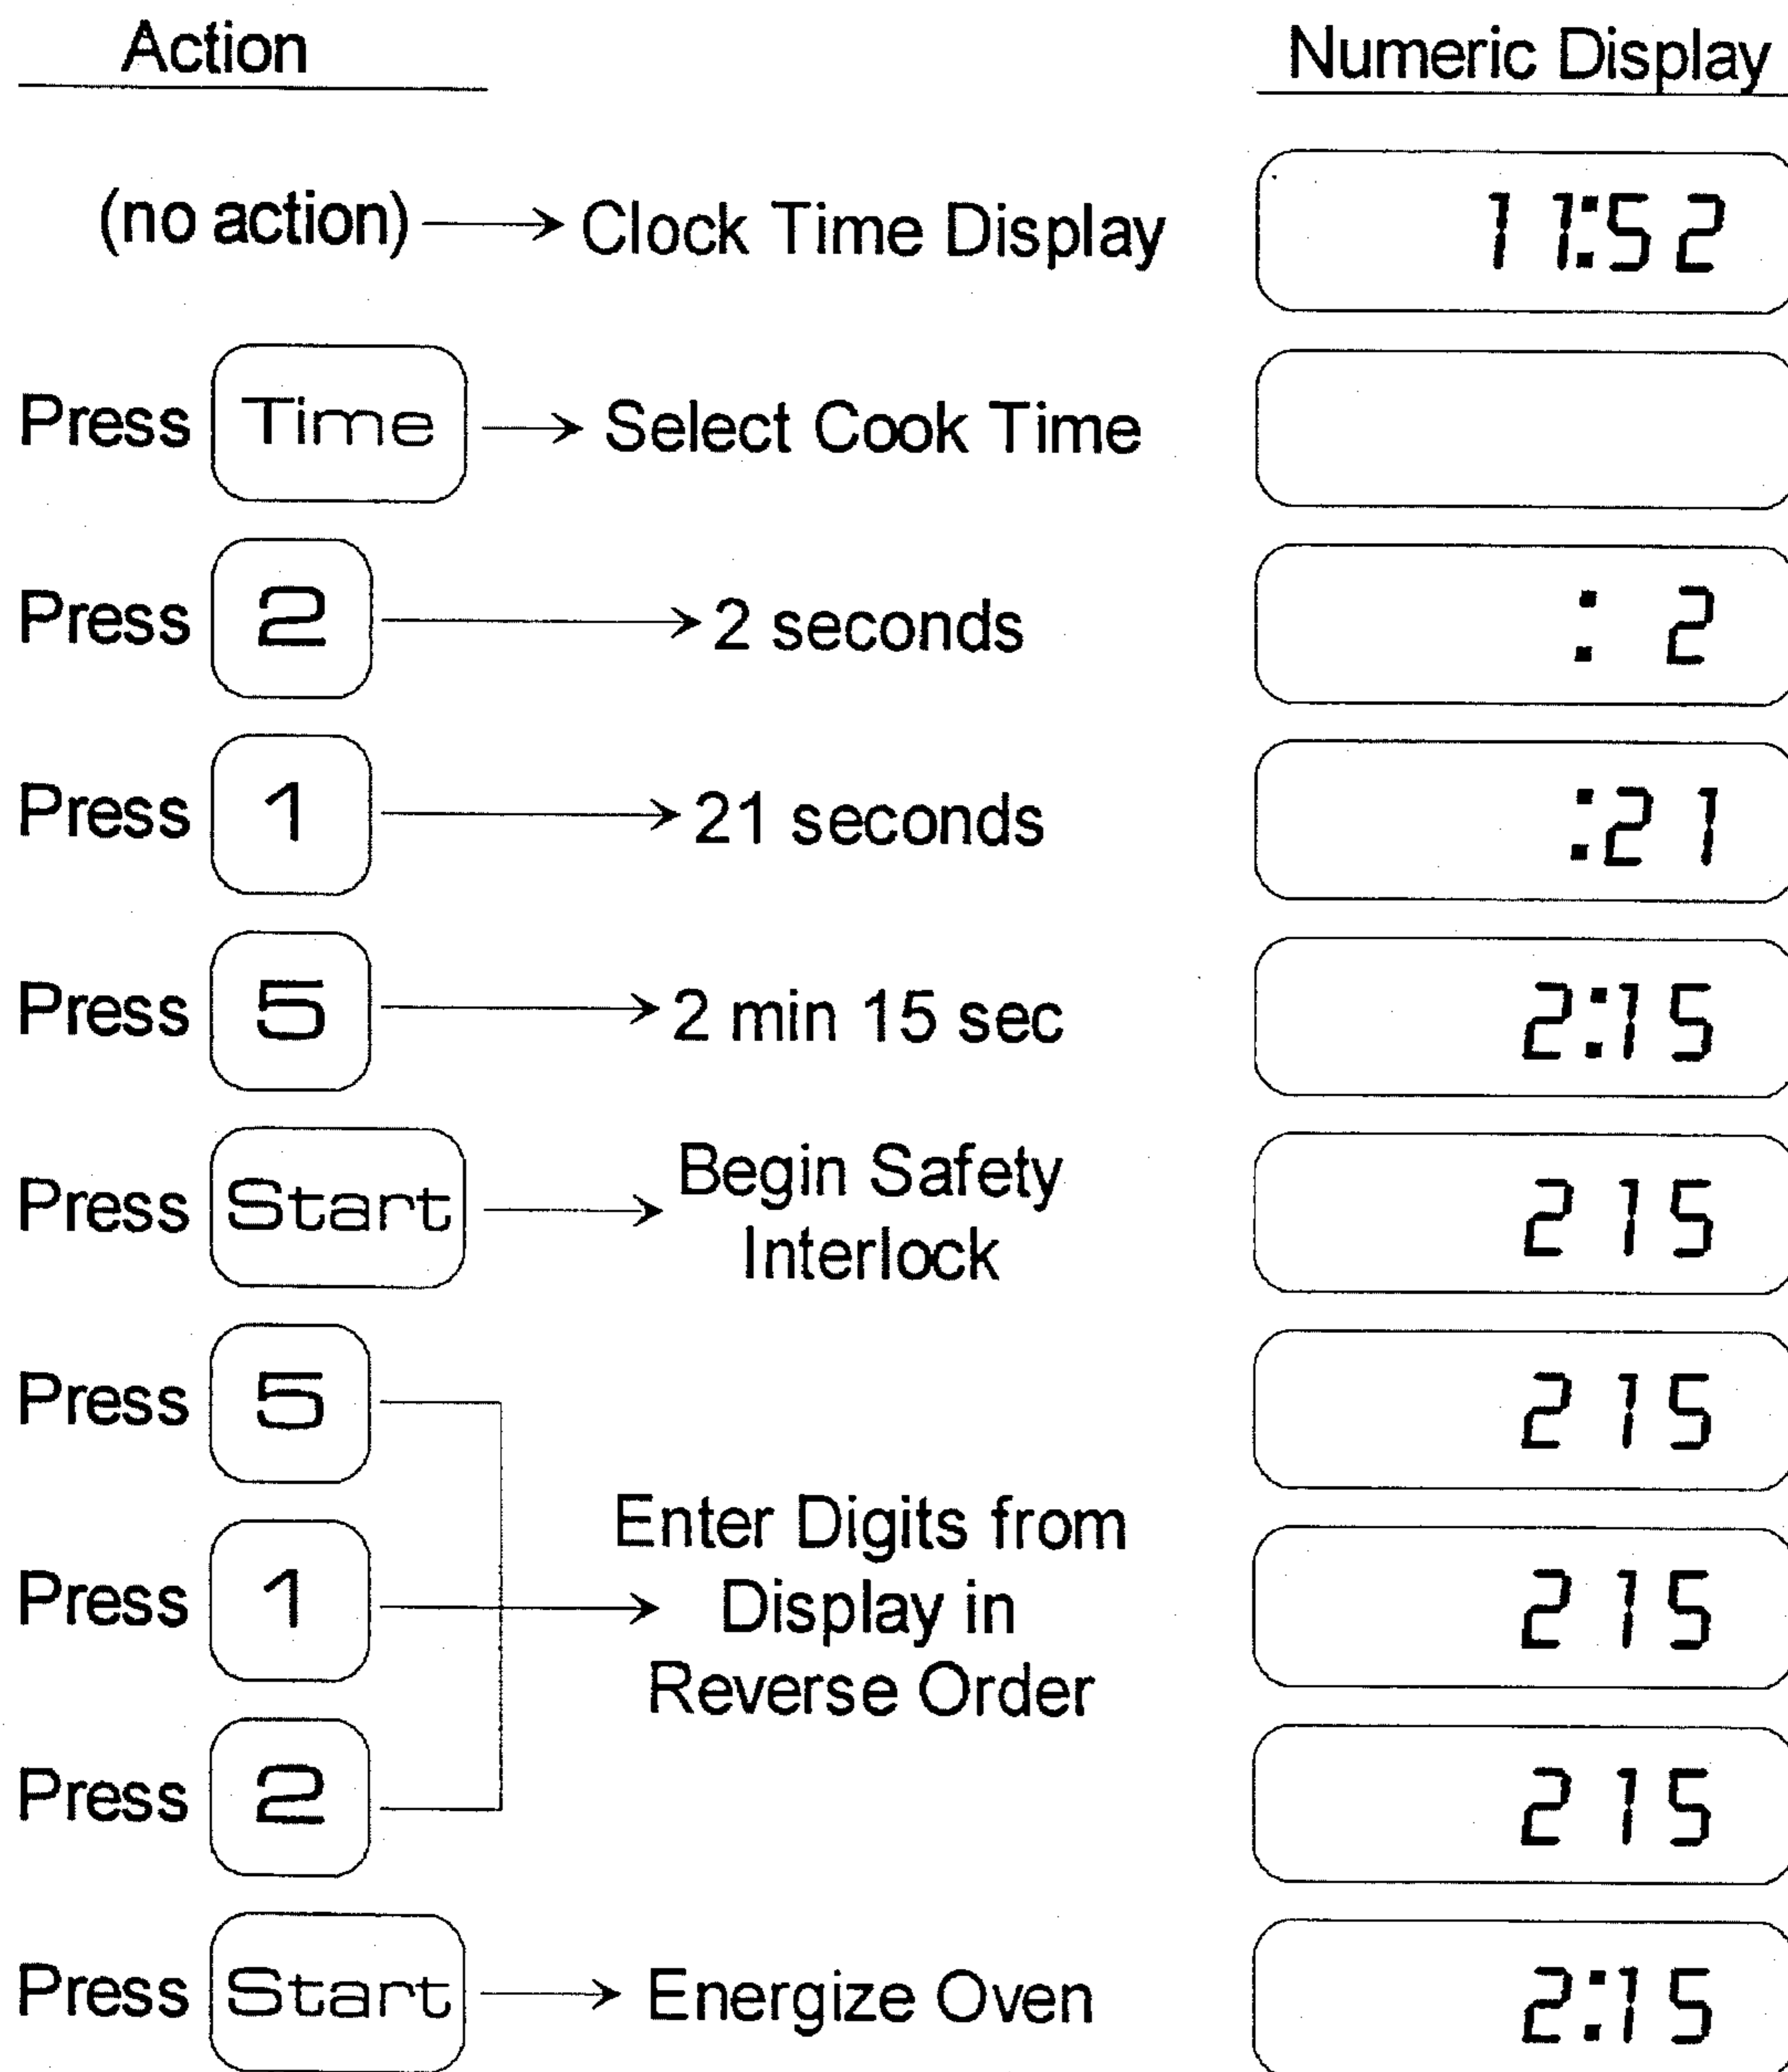 Action Numeric Display
(no action) Clock Time Display 11:52
Press Time Select Cook Time
Press 2 2 seconds : 2
Press 1 21 seconds :21
Press 5 2 min 15 sec 2:15
Press Start Begin Safety Interlock 215
Press 5 215
Press 1 Enter Digits from Display in Reverse Order 215
Press 2 215
Press Start Energize Oven 2:15